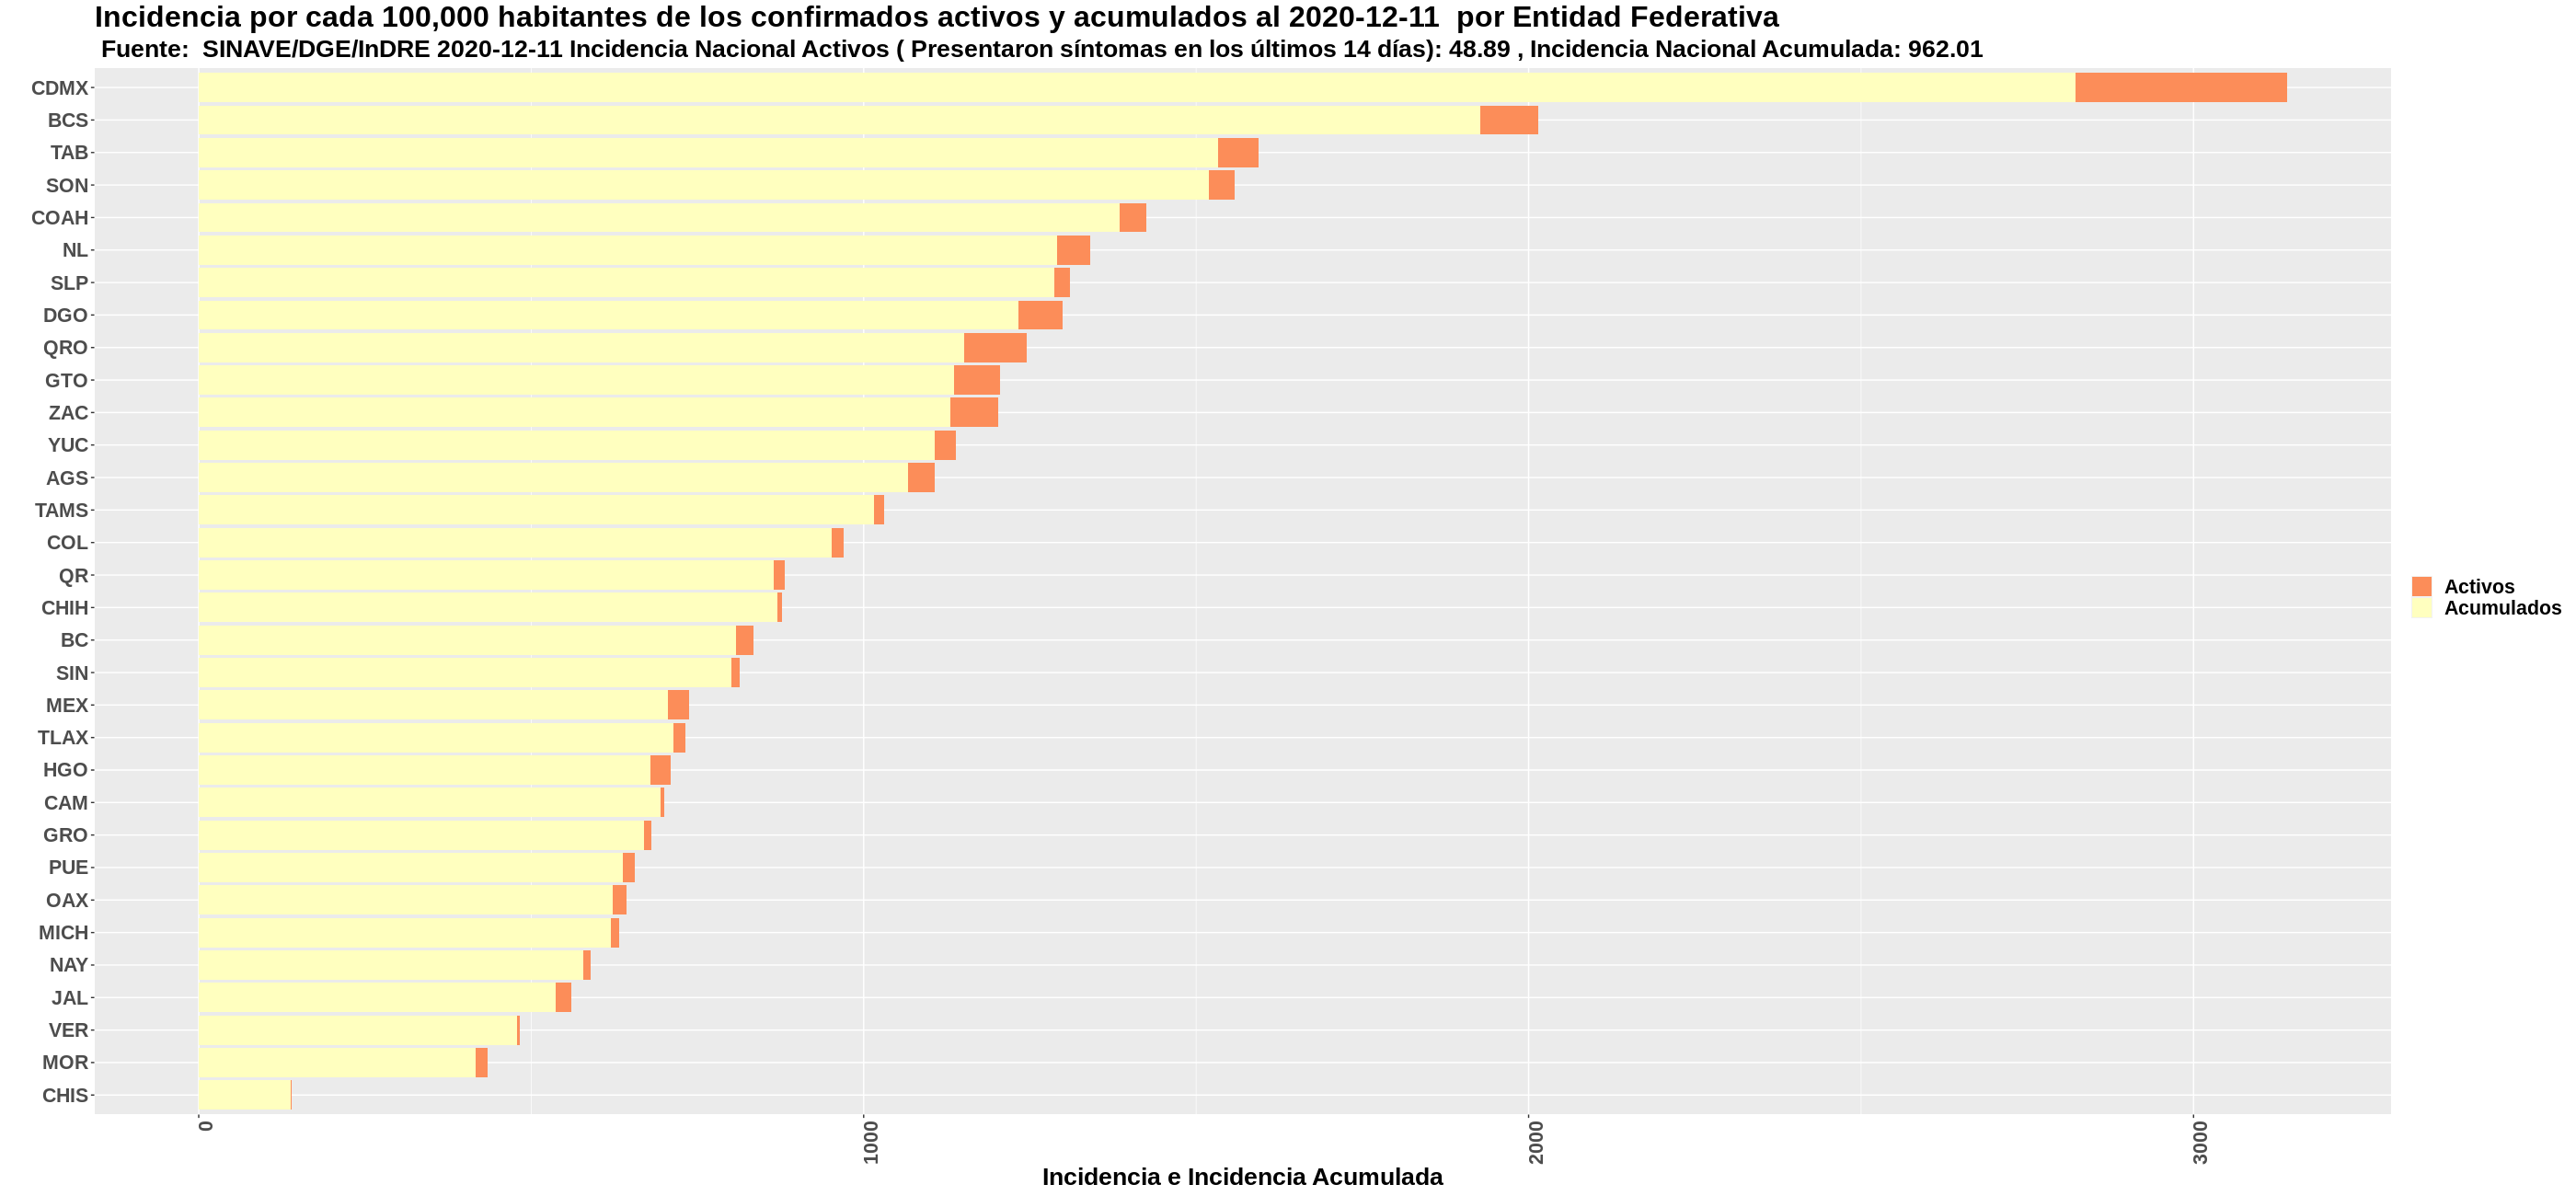 Incidencia por cada 100,000 habitantes de los confirmados activos y acumulados al 2020-12-11  por Entidad Federativa
Fuente:  SINAVE/DGE/InDRE 2020-12-11 Incidencia Nacional Activos ( Presentaron síntomas en los últimos 14 días): 48.89 , Incidencia Nacional Acumulada: 962.01
CDMX
BCS
TAB
SON
COAH
NL
SLP
DGO
QRO
GTO
ZAC
YUC
AGS
TAMS
COL
QR
CHIH
BC
SIN
MEX
TLAX
HGO
CAM
GRO
PUE
OAX
MICH
NAY
JAL
VER
MOR
CHIS
0
1000
2000
3000
Incidencia e Incidencia Acumulada
Activos
Acumulados